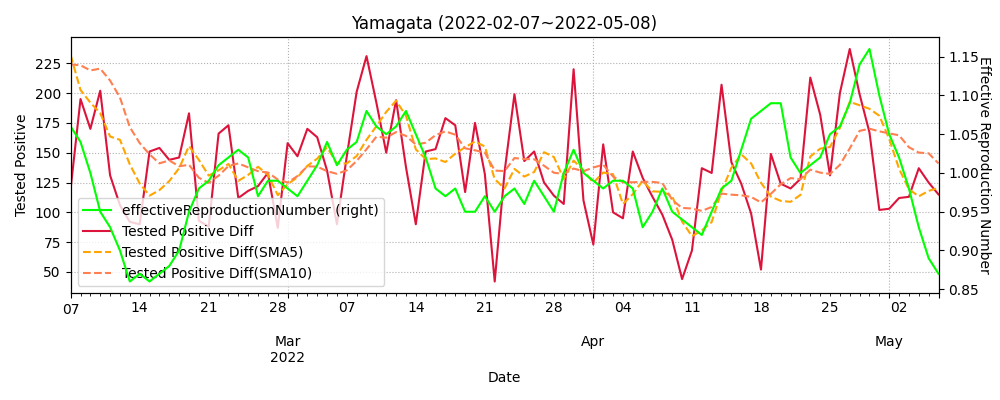 Yamagata (2022-02-07~2022-05-08)
Tested Positive
225
200
175
150
125
100
75
50
1.15
1.10
1.05
1.00
0.95
0.90
0.85
Effective Reproduction Number
effectiveReproductionNumber (right)
Tested Positive Diff
Tested Positive Diff(SMA5)
Tested Positive Diff(SMA10)
07 14 21 28 07 14 21 28 04 11 18 25 02
Mar Apr May
2022
Date